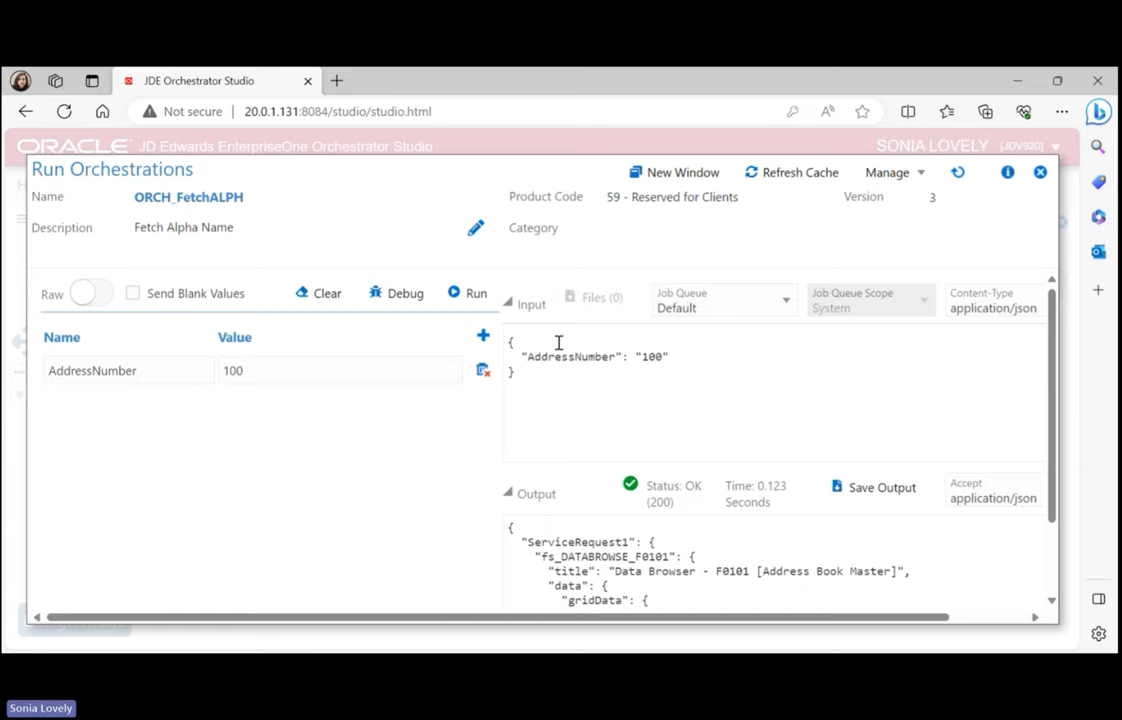 JDE Orchestrator Studio
Not secure 20.0.1.131:8084/studio/studio.html
ORACLE JD Edwards EnterpriseOne Orchestrator Studio SONIA LOVELY [JDV920]
Run Orchestrations New Window Refresh Cache Manage
Name ORCH_FetchALPH Product Code 59 - Reserved for Clients Version 3
Description Fetch Alpha Name Category
Raw Send Blank Values Clear Debug Run
Input Files (0) Job Queue Default Job Queue Scope System Content-Type application/json
Name Value
AddressNumber 100
{
"AddressNumber": "100"
}
Output Status: OK (200) Time: 0.123 Seconds Save Output Accept application/json
{
"ServiceRequest1": {
"fs_DATABROWSE_F0101": {
"title": "Data Browser - F0101 [Address Book Master]",
"data": {
"gridData": {
Sonia Lovely